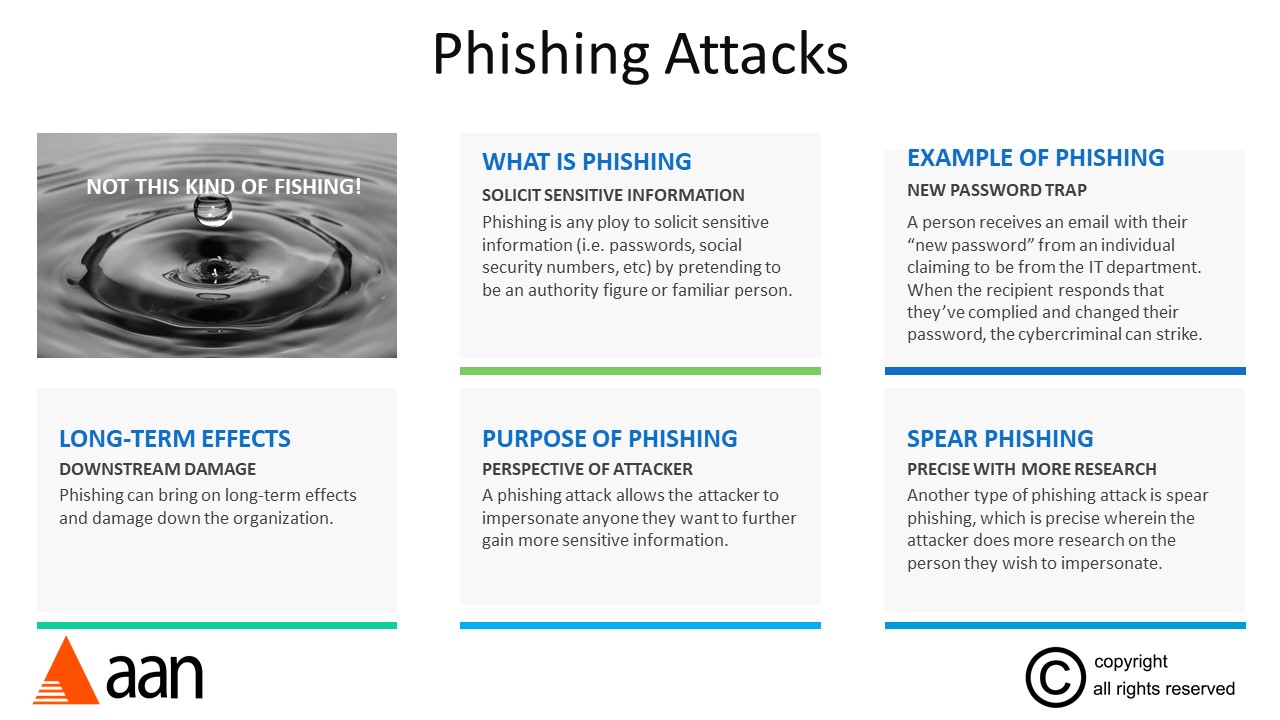 Phishing Attacks
NOT THIS KIND OF FISHING!
WHAT IS PHISHING
SOLICIT SENSITIVE INFORMATION
Phishing is any ploy to solicit sensitive
information (i.e. passwords, social
security numbers, etc) by pretending to
be an authority figure or familiar person.
EXAMPLE OF PHISHING
NEW PASSWORD TRAP
A person receives an email with their
“new password” from an individual
claiming to be from the IT department.
When the recipient responds that
they’ve complied and changed their
password, the cybercriminal can strike.
LONG-TERM EFFECTS
DOWNSTREAM DAMAGE
Phishing can bring on long-term effects
and damage down the organization.
PURPOSE OF PHISHING
PERSPECTIVE OF ATTACKER
A phishing attack allows the attacker to
impersonate anyone they want to further
gain more sensitive information.
SPEAR PHISHING
PRECISE WITH MORE RESEARCH
Another type of phishing attack is spear
phishing, which is precise wherein the
attacker does more research on the
person they wish to impersonate.
aan
© copyright
all rights reserved